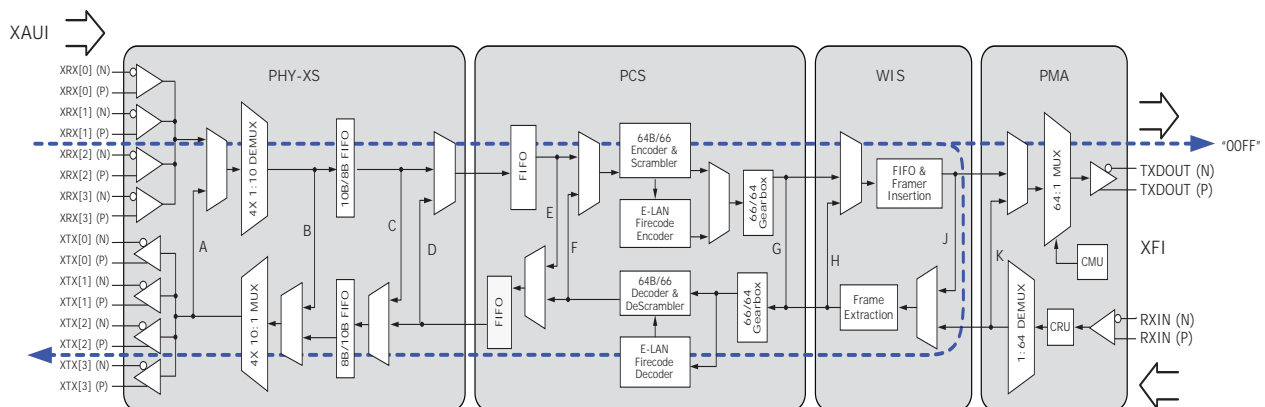 XAUI
PHY-XS
PCS
WIS
PMA
XRX[0] (N)
XRX[0] (P)
XRX[1] (N)
XRX[1] (P)
XRX[2] (N)
XRX[2] (P)
XRX[3] (N)
XRX[3] (P)
XTX[0] (N)
XTX[0] (P)
XTX[1] (N)
XTX[1] (P)
XTX[2] (N)
XTX[2] (P)
XTX[3] (N)
XTX[3] (P)
A
4X 1:10 DEMUX
4X 10:1 MUX
B
10B/8B FIFO
8B/10B FIFO
C
D
FIFO
FIFO
E
F
64B/66
Encoder &
Scrambler
E-LAN
Firecode
Encoder
66/64
Gearbox
64B/66
Decoder &
DeScrambler
E-LAN
Firecode
Decoder
66/64
Gearbox
G
H
FIFO &
Framer
Insertion
Frame
Extraction
J
K
64:1 MUX
CMU
1:64 DEMUX
CRU
"00FF"
TXDOUT (N)
TXDOUT (P)
XFI
RXIN (N)
RXIN (P)